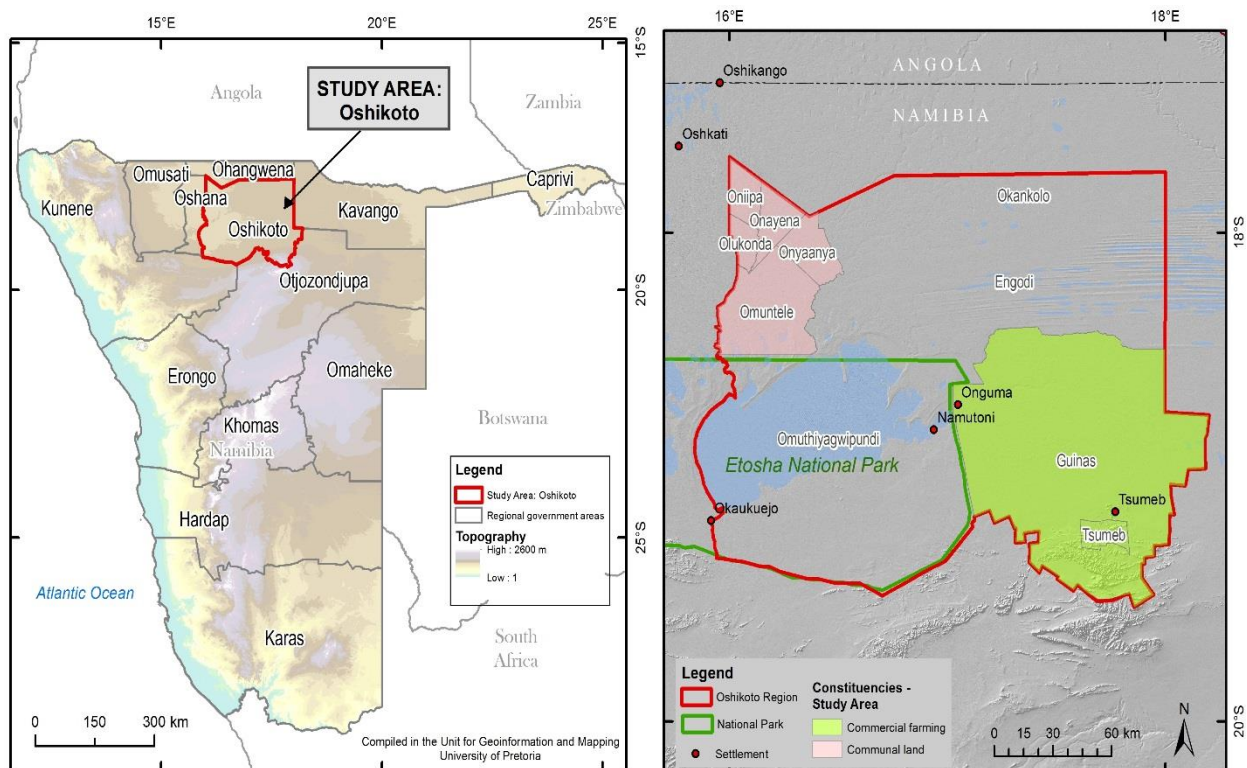 15°E
20°E
25°E
15°S
Angola
STUDY AREA:
Oshikoto
Zambia
Omusati
Ohangwena
Oshana
Kunene
Oshikoto
Kavango
Caprivi
Zimbabwe
Otjozondjupa
20°S
Erongo
Omaheke
Khomas
Namibia
Botswana
Hardap
25°S
Atlantic Ocean
Karas
South
Africa
Legend
Study Area: Oshikoto
Regional government areas
Topography
High : 2600 m
Low : 1
0 150 300 km
Compiled in the Unit for Geoinformation and Mapping
University of Pretoria
16°E
18°E
Oshikango
ANGOLA
NAMIBIA
Oshkati
Oniipa
Onayena
Okankolo
Olukonda
Onyaanya
18°S
Engodi
Omuntele
Onguma
Namutoni
Omuthiyagwipundi
Etosha National Park
Guinas
Okaukuejo
Tsumeb
Tsumeb
Legend
Oshikoto Region
National Park
Settlement
Constituencies -
Study Area
Commercial farming
Communal land
N
0 15 30 60 km
20°S